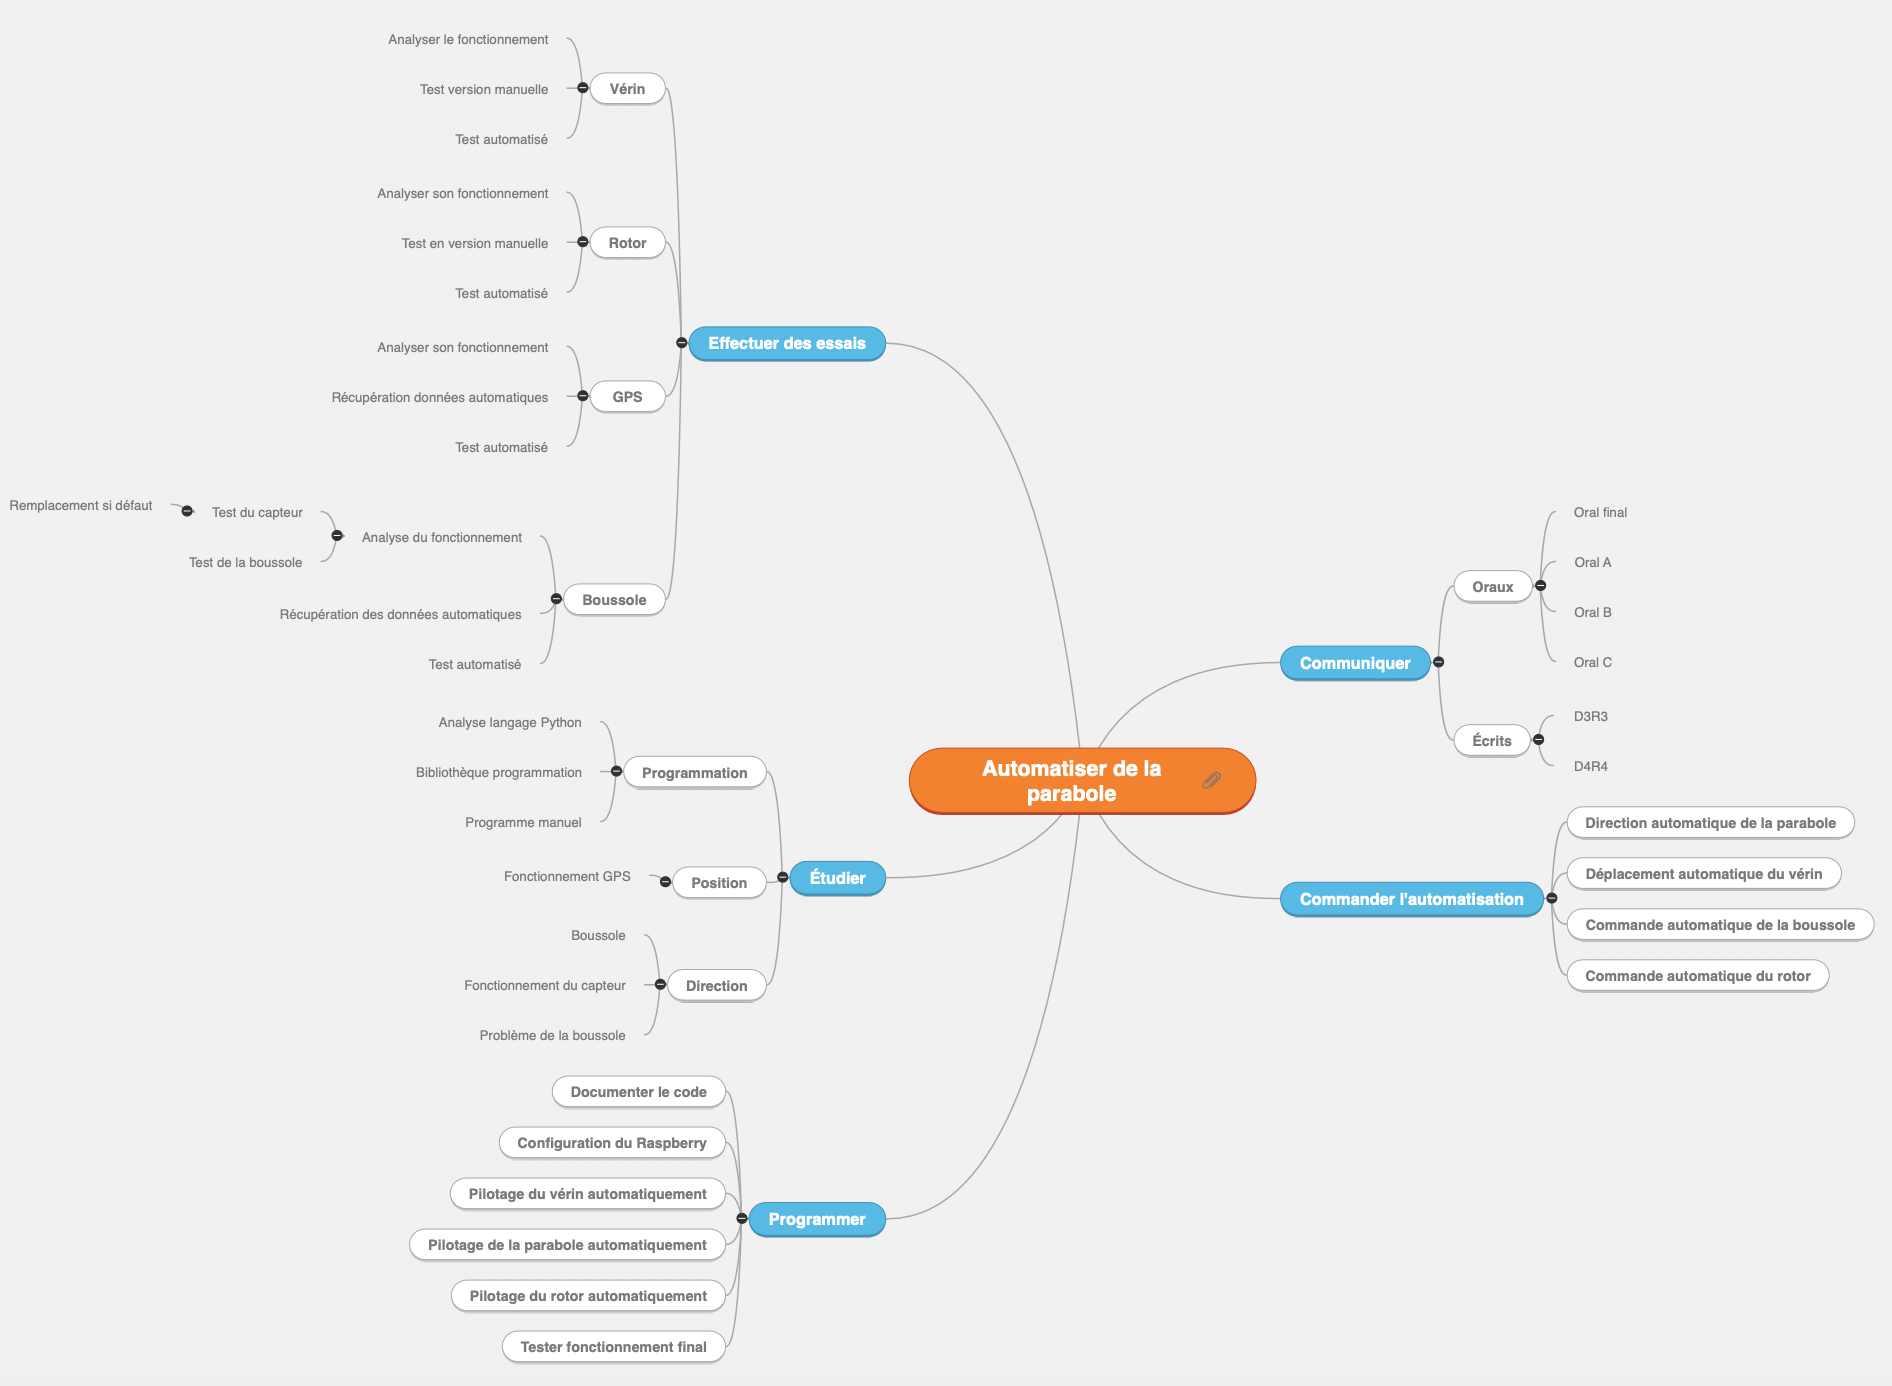 Analyser le fonctionnement
Test version manuelle
Test automatisé
Vérin
Analyser son fonctionnement
Test en version manuelle
Test automatisé
Rotor
Analyser son fonctionnement
Récupération données automatiques
Test automatisé
GPS
Remplacement si défaut
Test du capteur
Test de la boussole
Analyse du fonctionnement
Récupération des données automatiques
Test automatisé
Boussole
Effectuer des essais
Analyse langage Python
Bibliothèque programmation
Programme manuel
Programmation
Fonctionnement GPS
Position
Boussole
Fonctionnement du capteur
Problème de la boussole
Direction
Étudier
Documenter le code
Configuration du Raspberry
Pilotage du vérin automatiquement
Pilotage de la parabole automatiquement
Pilotage du rotor automatiquement
Tester fonctionnement final
Programmer
Automatiser de la
parabole
Communiquer
Oraux
Oral final
Oral A
Oral B
Oral C
Écrits
D3R3
D4R4
Commander l'automatisation
Direction automatique de la parabole
Déplacement automatique du vérin
Commande automatique de la boussole
Commande automatique du rotor